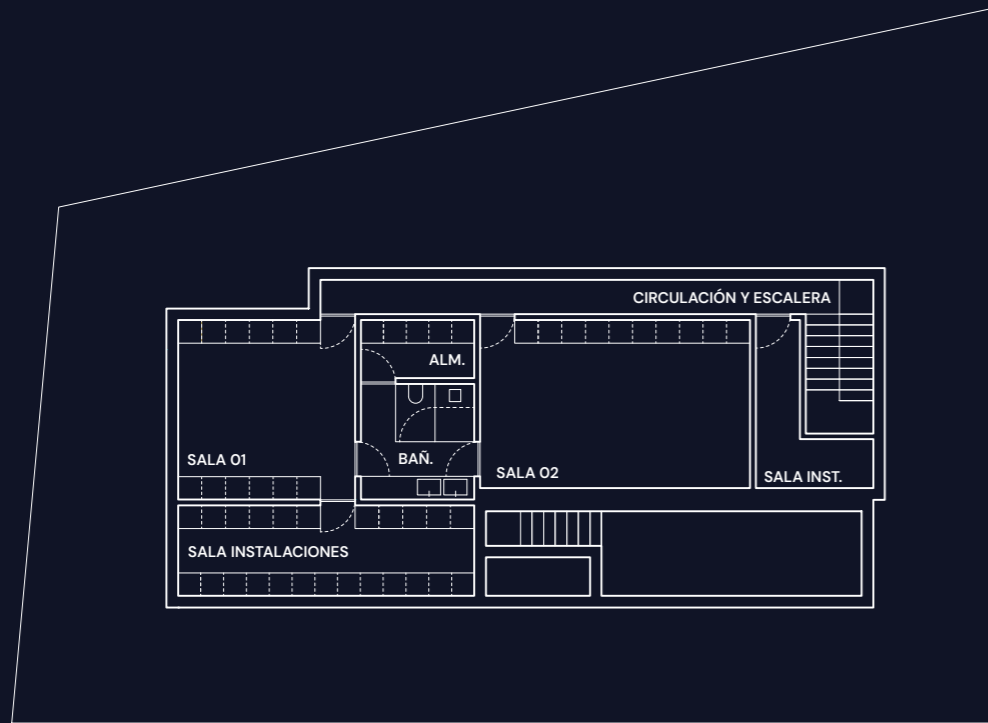 CIRCULACIÓN Y ESCALERA
ALM.
SALA 01
BAÑ.
SALA 02
SALA INST.
SALA INSTALACIONES